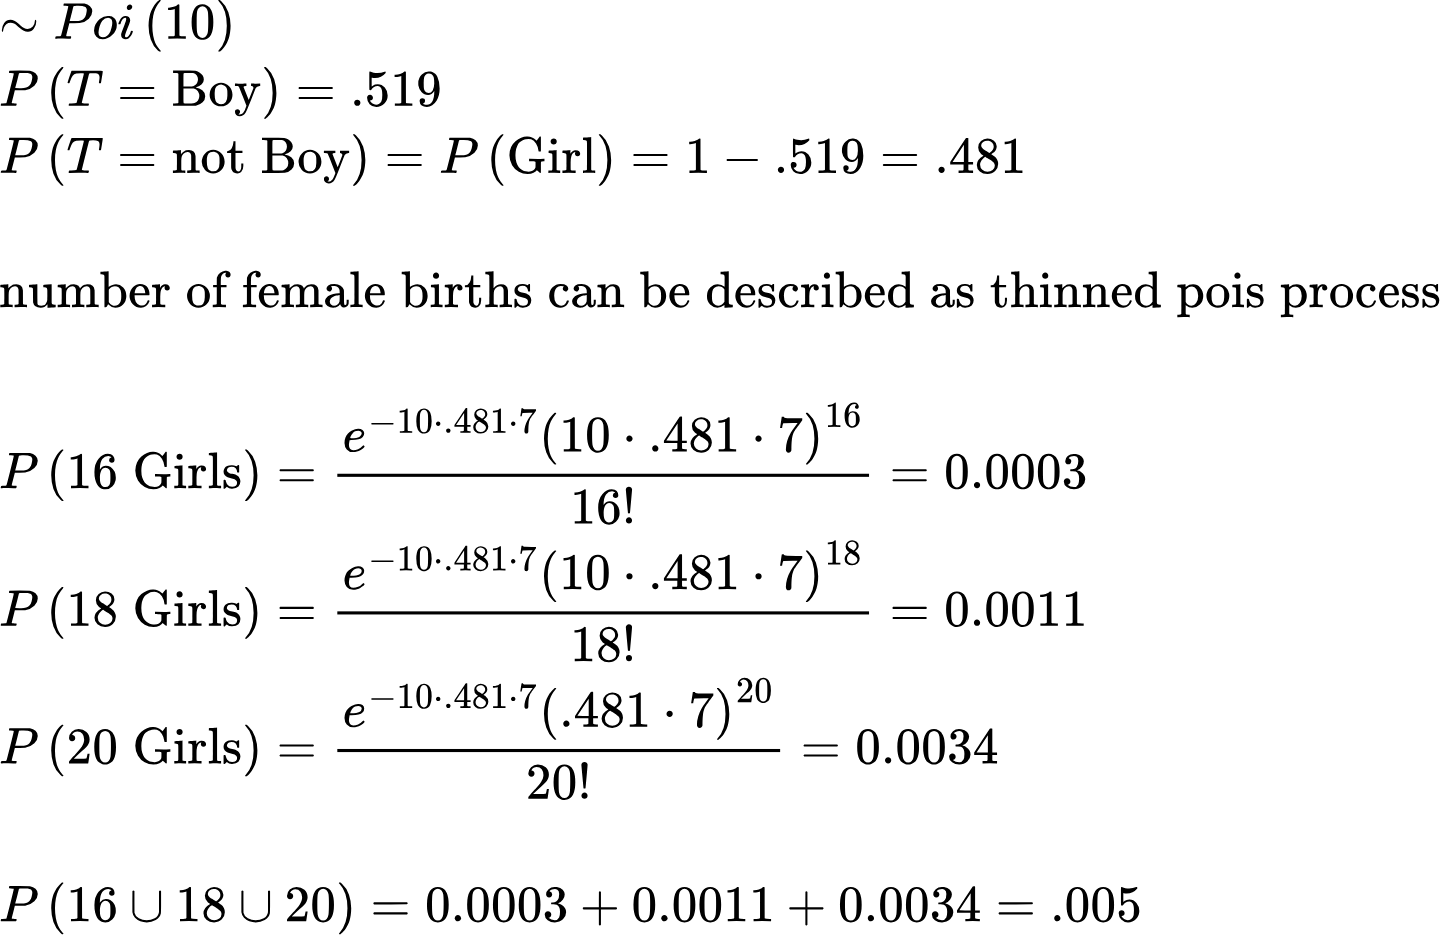 ∼ Poi (10)
P (T = Boy) = .519
P (T = not Boy) = P (Girl) = 1 − .519 = .481
number of female births can be described as thinned pois process
P (16 Girls) = \frac{e^{−10·.481·7}(10 · .481 · 7)^{16}}{16!} = 0.0003
P (18 Girls) = \frac{e^{−10·.481·7}(10 · .481 · 7)^{18}}{18!} = 0.0011
P (20 Girls) = \frac{e^{−10·.481·7}(.481 · 7)^{20}}{20!} = 0.0034
P (16 ∪ 18 ∪ 20) = 0.0003 + 0.0011 + 0.0034 = .005